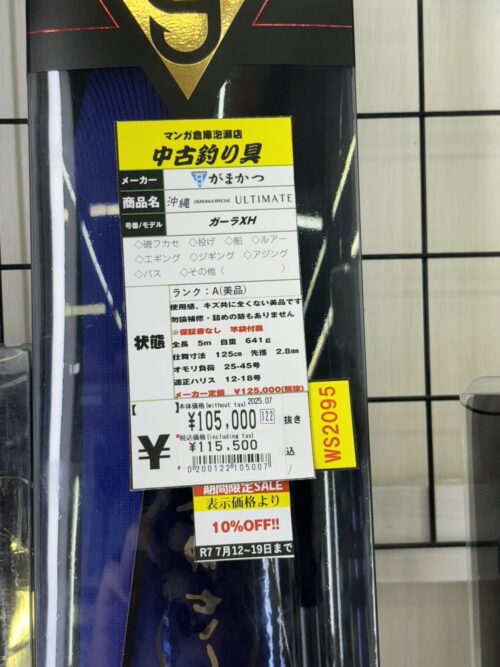 マンガ倉庫泡瀬店
中古釣り具
メーカー がまかつ
商品名 沖縄 OKINAWA SPECIAL ULTIMATE
号番/モデル ガーラXH
◇磯フカセ ◇投げ ◇船 ◇ルアー
◇エギング ◇ジギング ◇アジング
◇バス ◇その他( )
状態
ランク:A(美品)
使用感、キズ共に全くない美品です
勿論補修・詰めの跡もありません
※保証書なし 竿袋付属
全長 5m 自重 641g
仕舞寸法 125cm 先径 2.8mm
オモリ負荷 25-45号
適正ハリス 12-18号
メーカー定価 ¥125,000(税抜)
【 】
¥
本体価格(without tax) 2025.07
¥105,000 122
税込価格(including tax)
¥115,500
0200122105007
抜き
込
/
WS2095
期間限定SALE
表示価格より
10%OFF!!
R7 7月12~19日まで
ガー